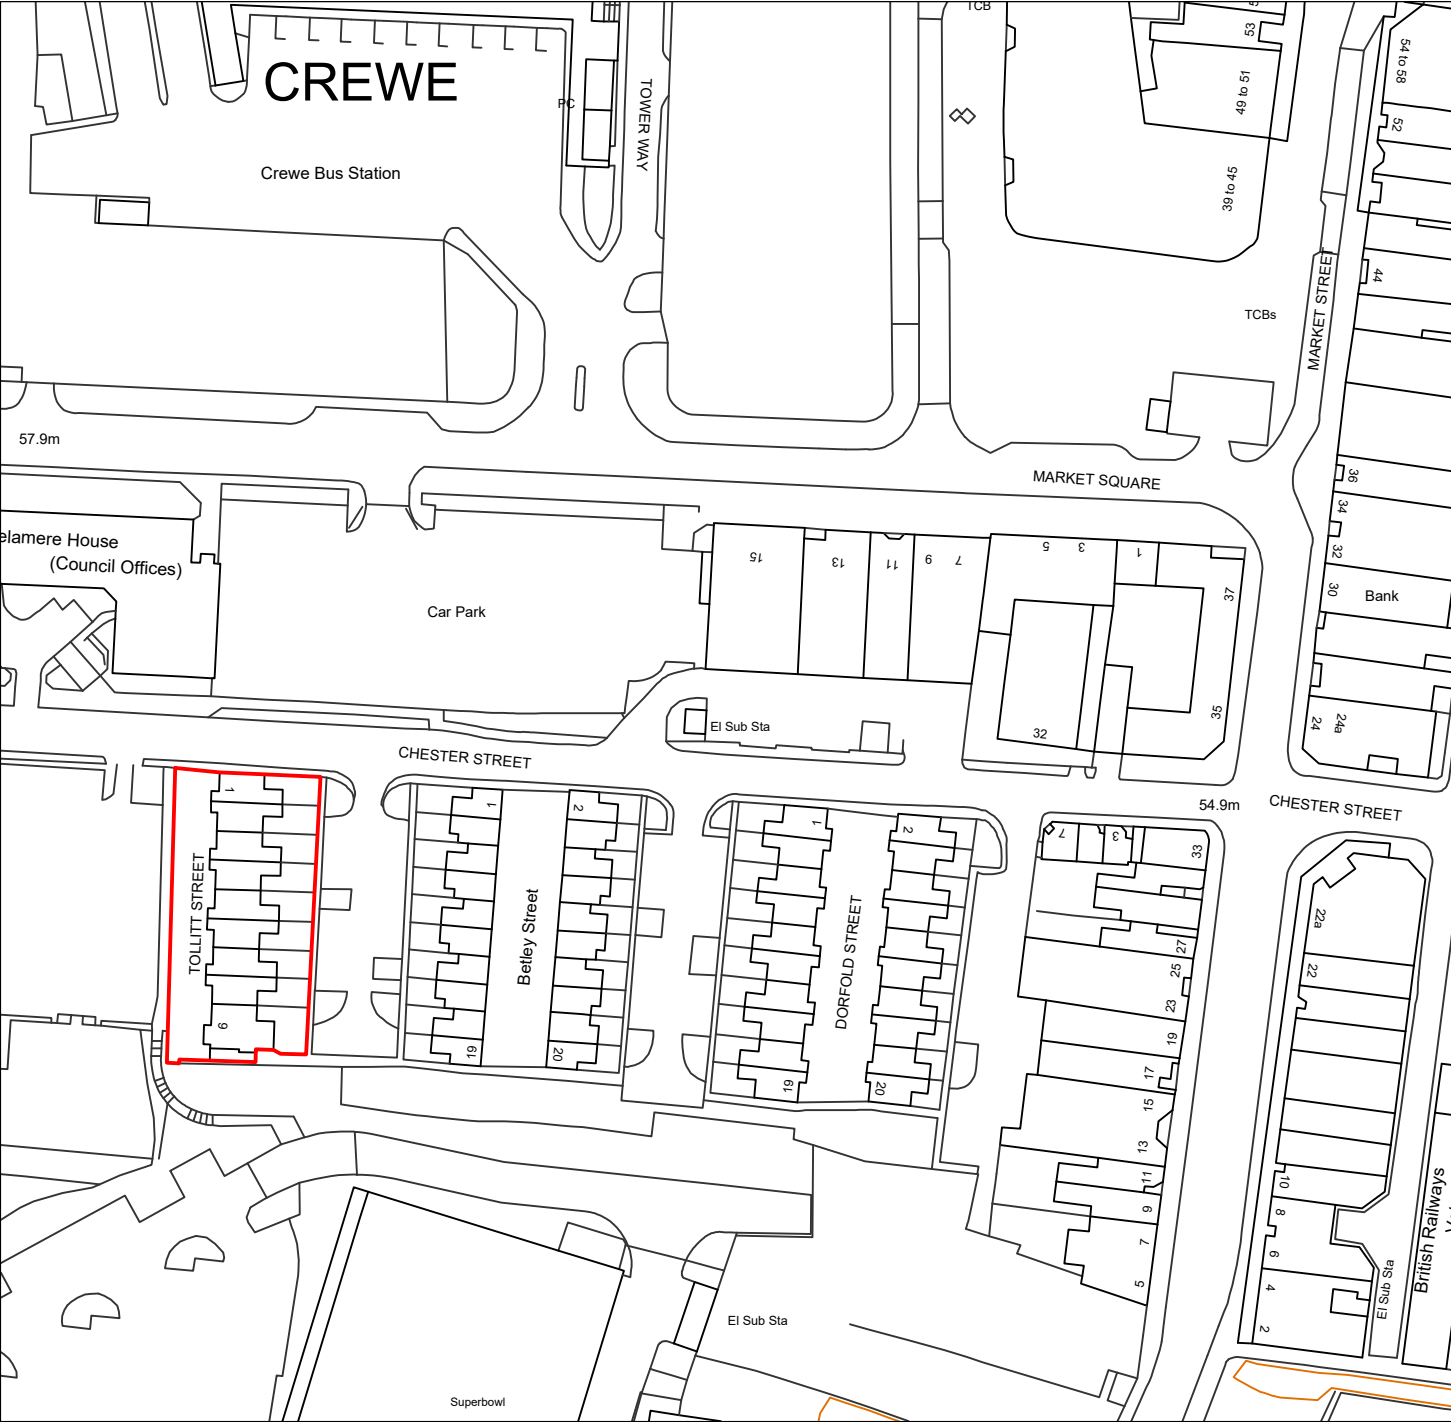 TCB
53
54 to 58
CREWE
PC
TOWER WAY
49 to 51
52
Crewe Bus Station
39 to 45
MARKET STREET
44
TCBs
57.9m
MARKET SQUARE
36
34
32
30
Bank
elamere House
(Council Offices)
15
13
11
9
7
5
3
1
37
35
32
Car Park
El Sub Sta
24
24a
CHESTER STREET
54.9m
CHESTER STREET
1
TOLLITT STREET
9
1
2
Betley Street
19
20
1
2
DORFOLD STREET
19
20
7
3
33
27
25
23
19
17
15
13
11
9
7
5
22a
22
10
8
6
4
2
El Sub Sta
British Railways
El Sub Sta
Superbowl